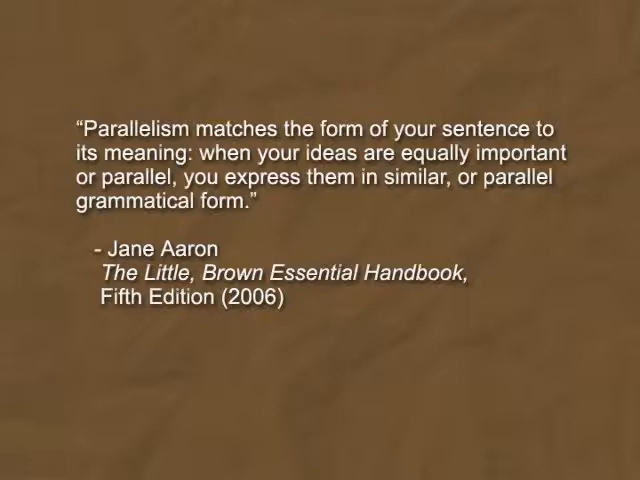 “Parallelism matches the form of your sentence to
its meaning: when your ideas are equally important
or parallel, you express them in similar, or parallel
grammatical form.”
- Jane Aaron
The Little, Brown Essential Handbook,
Fifth Edition (2006)